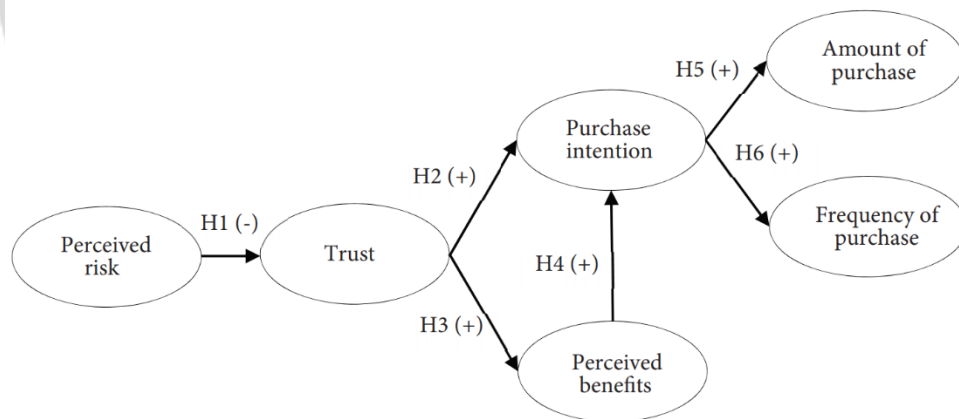 Amount of
purchase
H5 (+)
Purchase
intention
H6 (+)
H2 (+)
Frequency of
purchase
H1 (-)
Perceived
risk
Trust
H4 (+)
H3 (+)
Perceived
benefits